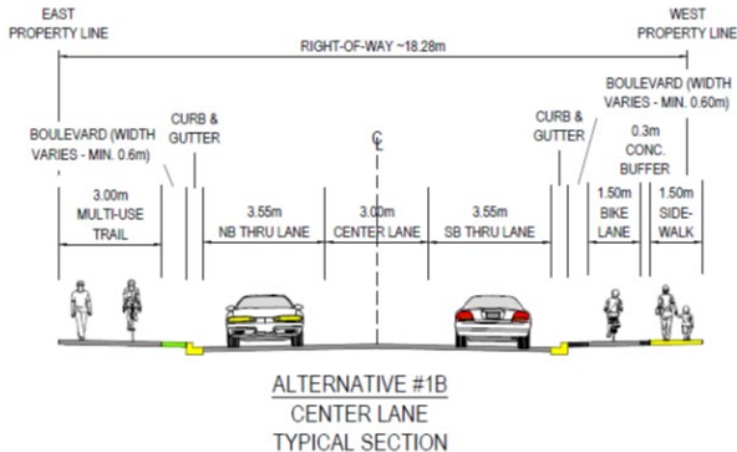 EAST
PROPERTY LINE
WEST
PROPERTY LINE
RIGHT-OF-WAY ~18.28m
BOULEVARD (WIDTH
VARIES - MIN. 0.6m)
CURB &
GUTTER
℄
CURB &
GUTTER
BOULEVARD (WIDTH
VARIES - MIN. 0.60m)
0.3m
CONC.
BUFFER
3.00m
MULTI-USE
TRAIL
3.55m
NB THRU LANE
3.00m
CENTER LANE
3.55m
SB THRU LANE
1.50m
BIKE
LANE
1.50m
SIDE-
WALK
ALTERNATIVE #1B
CENTER LANE
TYPICAL SECTION